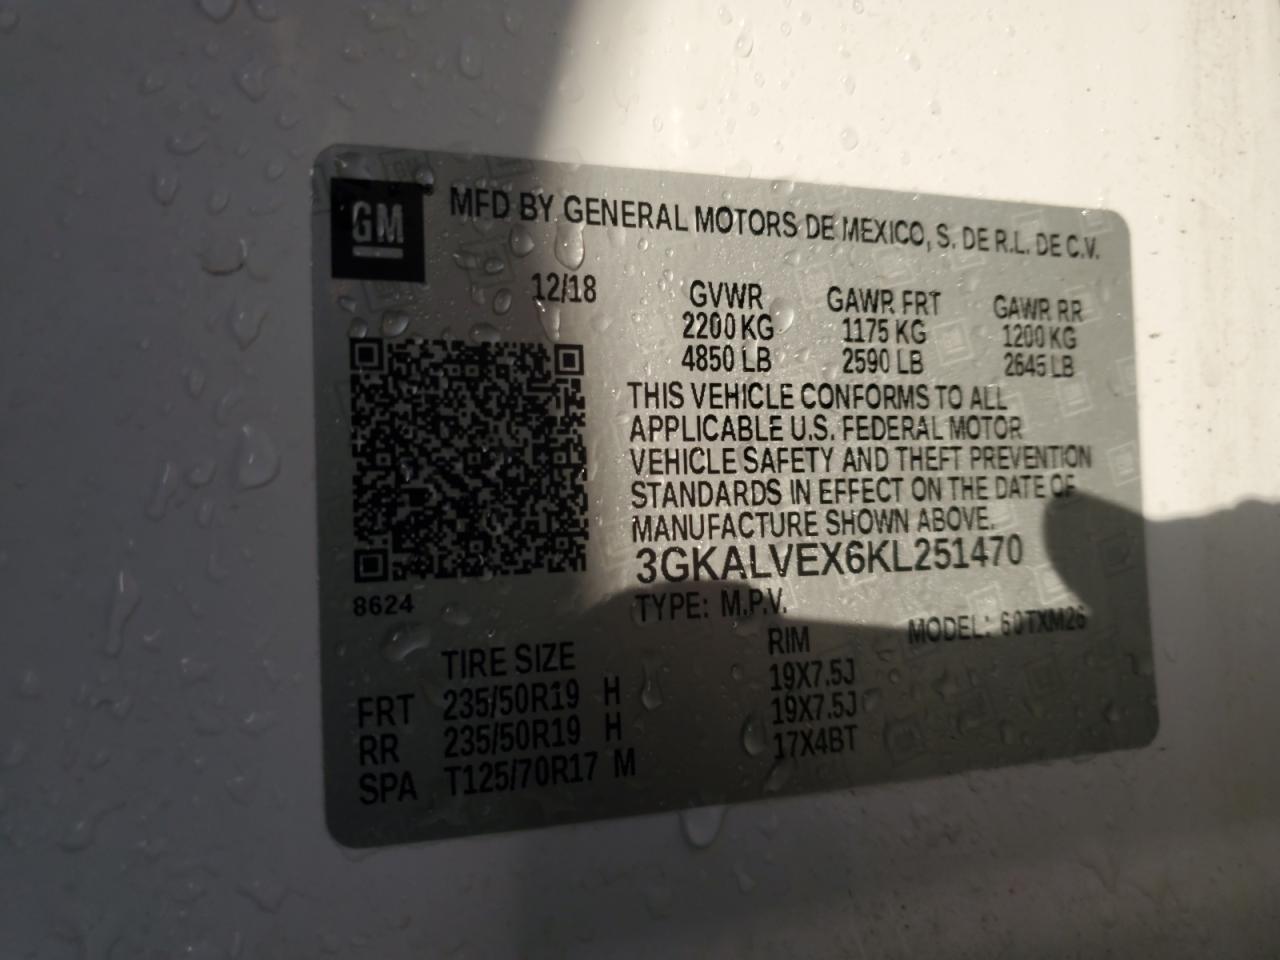 GM
MFD BY GENERAL MOTORS DE MEXICO, S. DE R.L. DE C.V.
12/18 GVWR GAWR FRT GAWR RR
2200 KG 1175 KG 1200 KG
4850 LB 2590 LB 2645 LB
THIS VEHICLE CONFORMS TO ALL
APPLICABLE U.S. FEDERAL MOTOR
VEHICLE SAFETY AND THEFT PREVENTION
STANDARDS IN EFFECT ON THE DATE OF
MANUFACTURE SHOWN ABOVE.
3GKALVEX6KL251470
8624
TYPE: M.P.V. MODEL: 60TXM26
TIRE SIZE RIM
FRT 235/50R19 H 19X7.5J
RR 235/50R19 H 19X7.5J
SPA T125/70R17 M 17X4BT